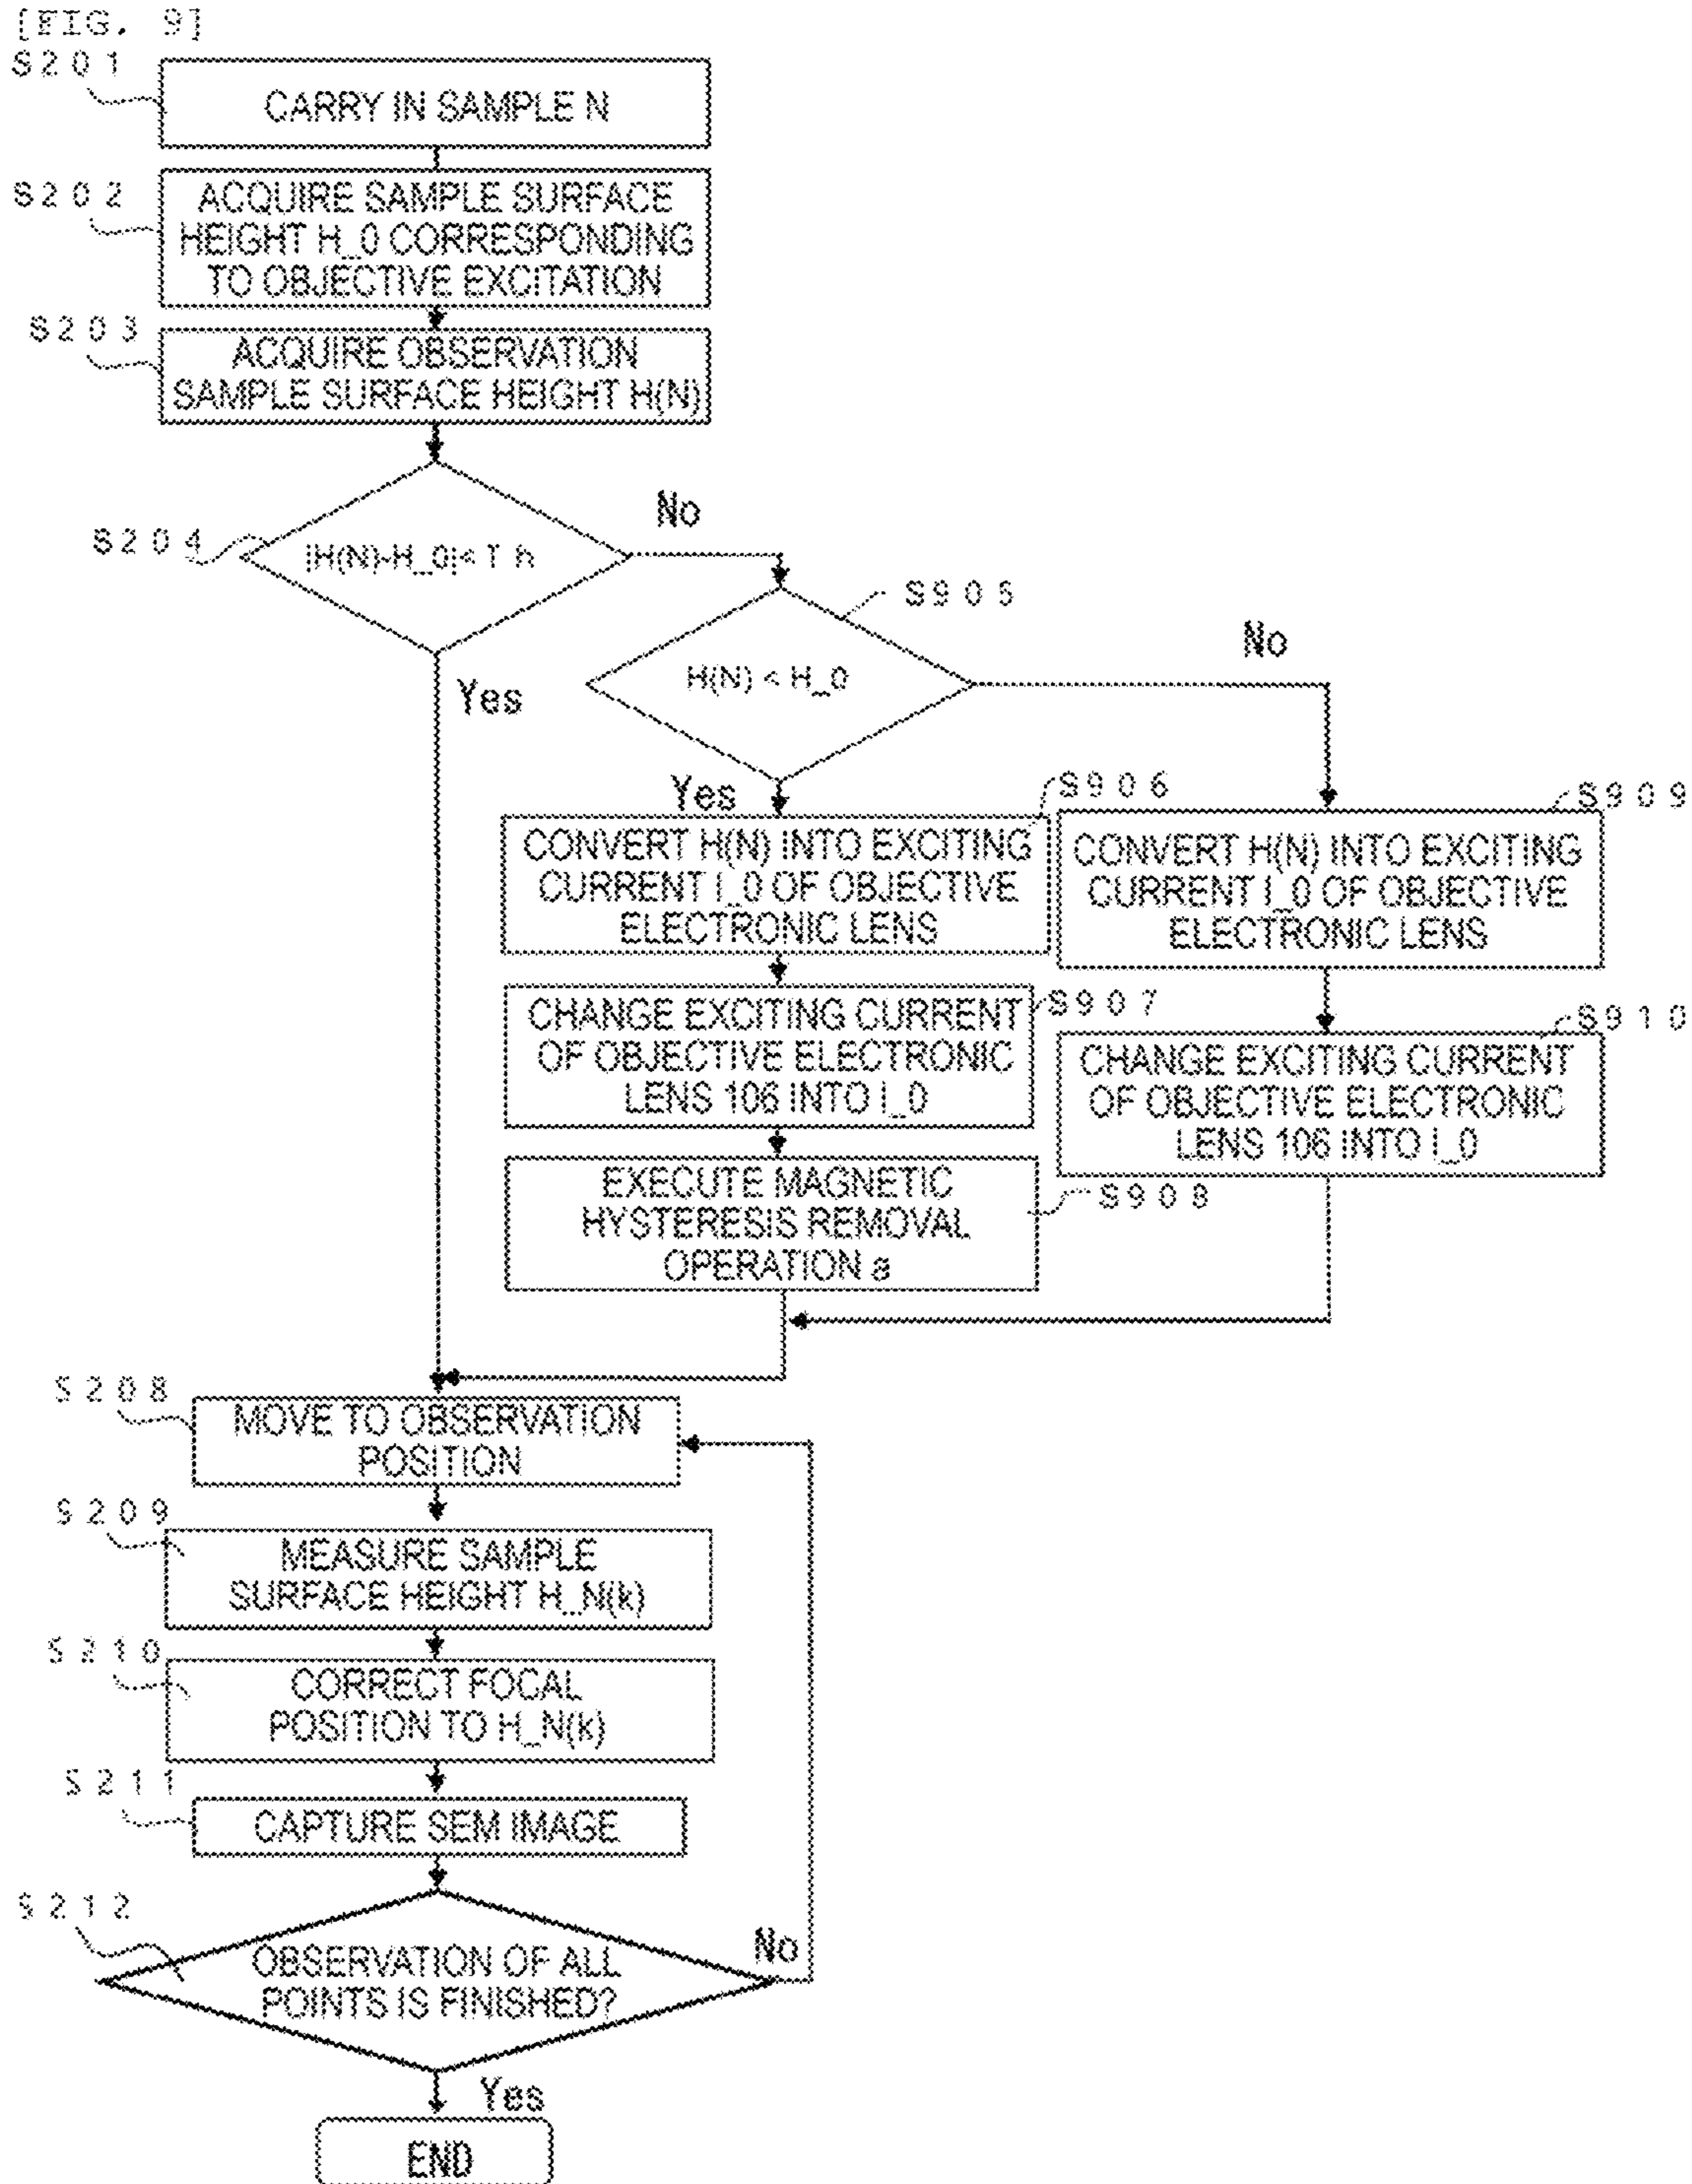 [FIG. 9]
S201
CARRY IN SAMPLE N
S202
ACQUIRE SAMPLE SURFACE
HEIGHT H_0 CORRESPONDING
TO OBJECTIVE EXCITATION
S203
ACQUIRE OBSERVATION
SAMPLE SURFACE HEIGHT H(N)
S204
|H(N)-H_0|< T h
No
Yes
S905
H(N) < H_0
No
Yes
S906
CONVERT H(N) INTO EXCITING
CURRENT I_0 OF OBJECTIVE
ELECTRONIC LENS
S909
CONVERT H(N) INTO EXCITING
CURRENT I_0 OF OBJECTIVE
ELECTRONIC LENS
S907
CHANGE EXCITING CURRENT
OF OBJECTIVE ELECTRONIC
LENS 106 INTO I_0
S910
CHANGE EXCITING CURRENT
OF OBJECTIVE ELECTRONIC
LENS 106 INTO I_0
S908
EXECUTE MAGNETIC
HYSTERESIS REMOVAL
OPERATION a
S208
MOVE TO OBSERVATION
POSITION
S209
MEASURE SAMPLE
SURFACE HEIGHT H_N(k)
S210
CORRECT FOCAL
POSITION TO H_N(k)
S211
CAPTURE SEM IMAGE
S212
OBSERVATION OF ALL
POINTS IS FINISHED?
No
Yes
END